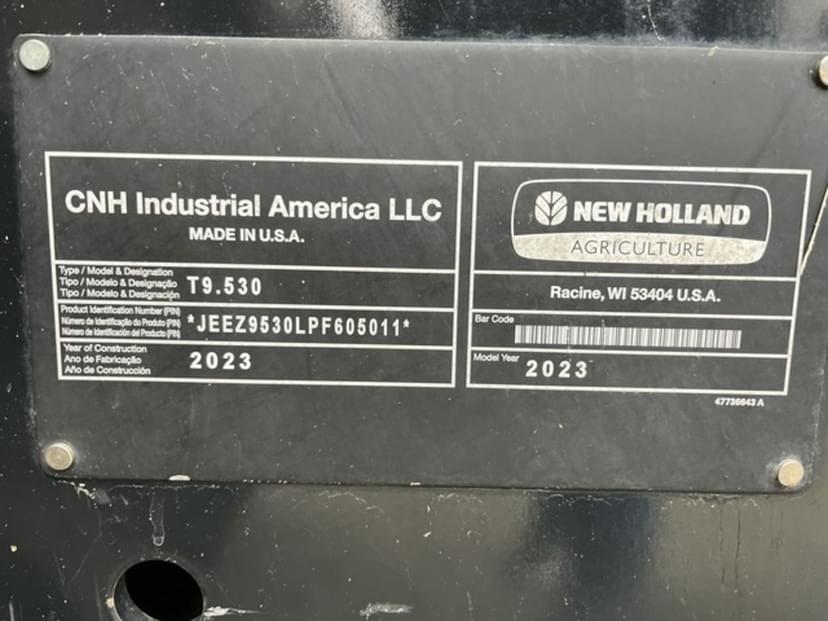 CNH Industrial America LLC
MADE IN U.S.A.
Type / Model & Designation
Tipo / Modelo & Designação
Tipo / Modelo & Designación
T9.530
Product Identification Number (PIN)
Número de Identificação do Produto (PIN)
Número de Identificación del Producto (PIN)
*JEEZ9530LPF605011*
Year of Construction
Ano de Fabricação
Año de Construcción
2023
NEW HOLLAND
AGRICULTURE
Racine, WI 53404 U.S.A.
Bar Code
Model Year
2023
47736643 A